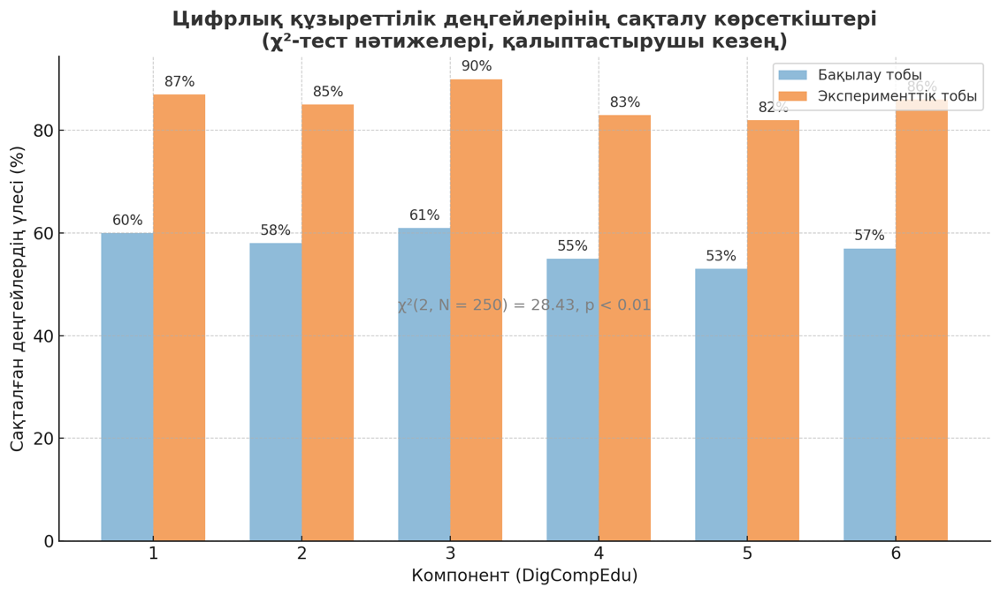 Цифрлық құзыреттілік деңгейлерінің сақталу көрсеткіштері
(χ²-тест нәтижелері, қалыптастырушы кезең)
Бақылау тобы
Эксперименттік тобы
87%
85%
90%
83%
82%
86%
60%
58%
61%
55%
53%
57%
χ²(2, N = 250) = 28.43, p < 0.01
Сақталған деңгейлердің үлесі (%)
80
60
40
20
0
1 2 3 4 5 6
Компонент (DigCompEdu)